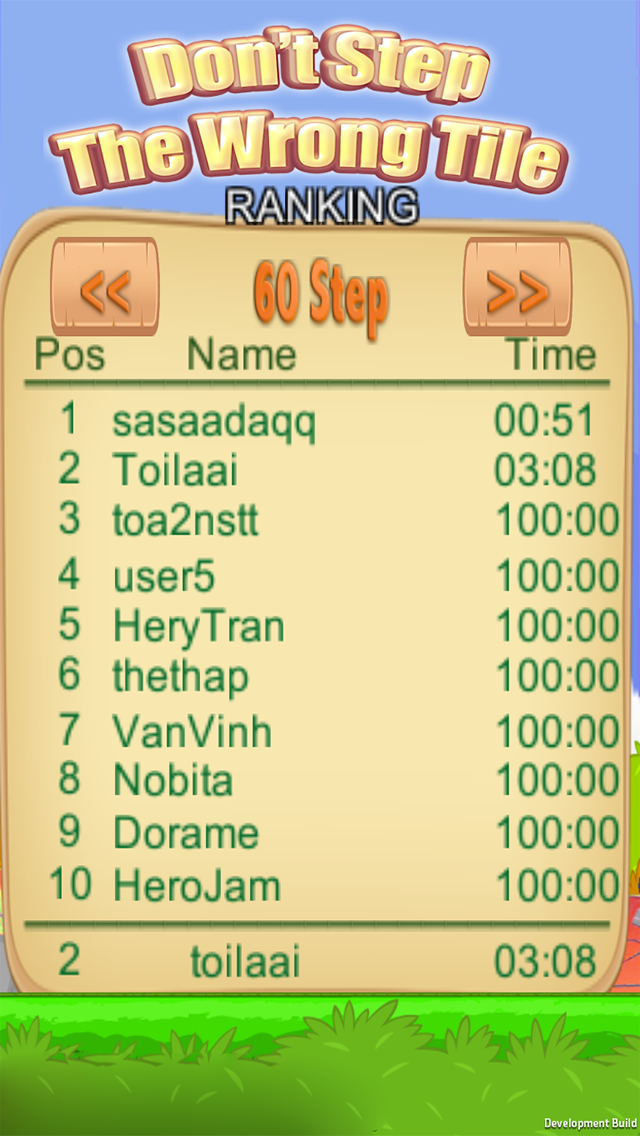 Don't Step
The Wrong Tile
RANKING
<< 60 Step >>
Pos Name Time
1 sasaadaqq 00:51
2 Toilaai 03:08
3 toa2nstt 100:00
4 user5 100:00
5 HeryTran 100:00
6 thethap 100:00
7 VanVinh 100:00
8 Nobita 100:00
9 Dorame 100:00
10 HeroJam 100:00
2 toilaai 03:08
Development Build